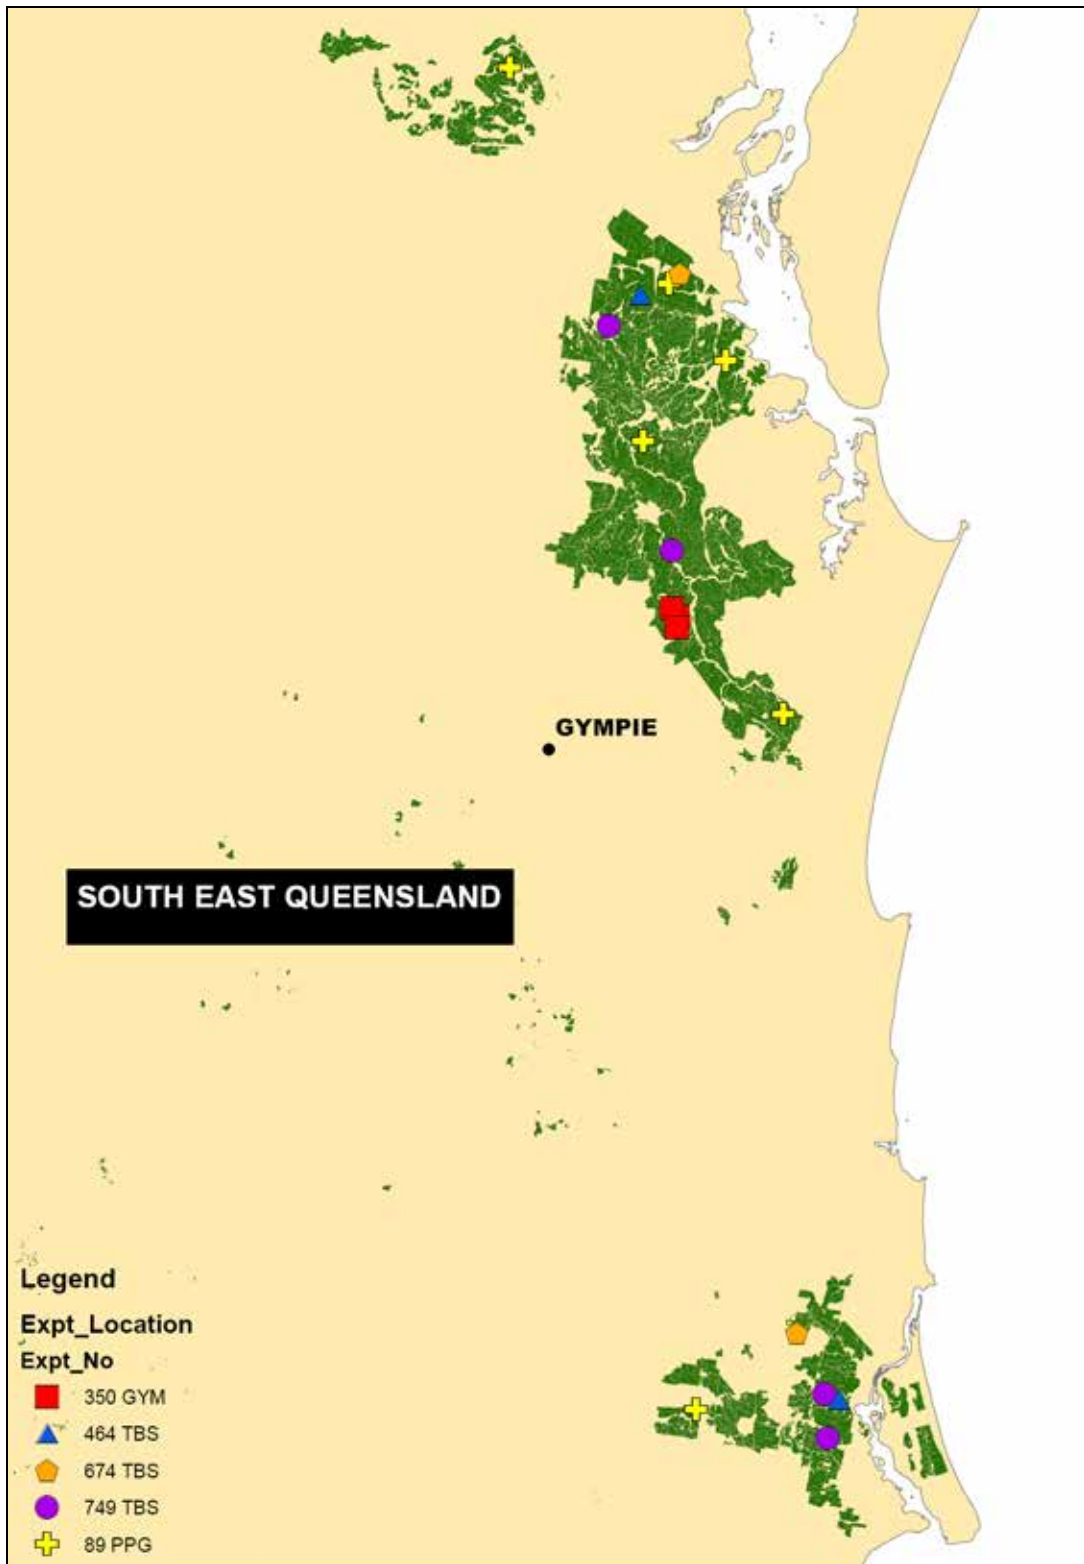 GYMPIE
SOUTH EAST QUEENSLAND
Legend
Expt_Location
Expt_No
350 GYM
464 TBS
674 TBS
749 TBS
89 PPG